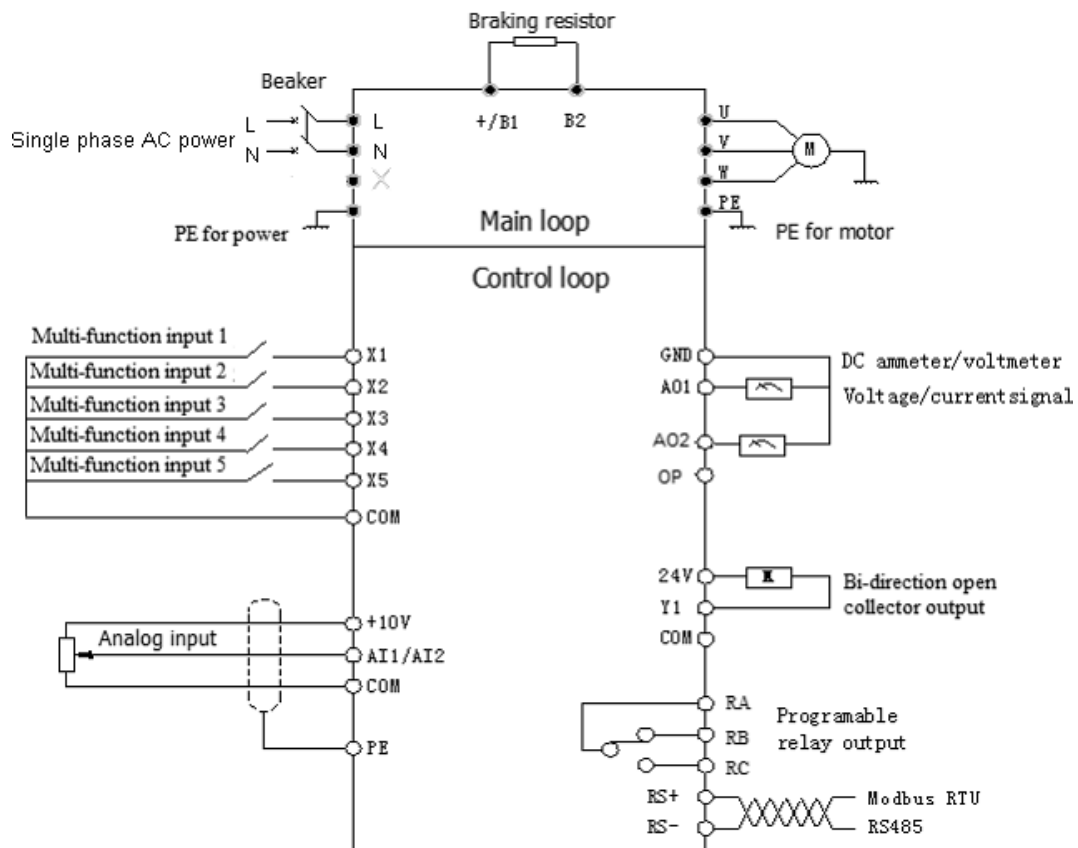 Braking resistor
Beaker
+/B1
B2
L
L
Single phase AC power
N
N
U
V
M
W
PE
PE for power
Main loop
PE for motor
Control loop
Multi-function input 1
X1
Multi-function input 2
X2
Multi-function input 3
X3
Multi-function input 4
X4
Multi-function input 5
X5
COM
GND
DC ammeter/voltmeter
AO1
Voltage/currentsignal
AO2
OP
24V
K
Bi-direction open
collector output
Y1
COM
+10V
Analog input
AI1/AI2
COM
PE
RA
Programable
relay output
RB
RC
RS+
Modbus RTU
RS-
RS485